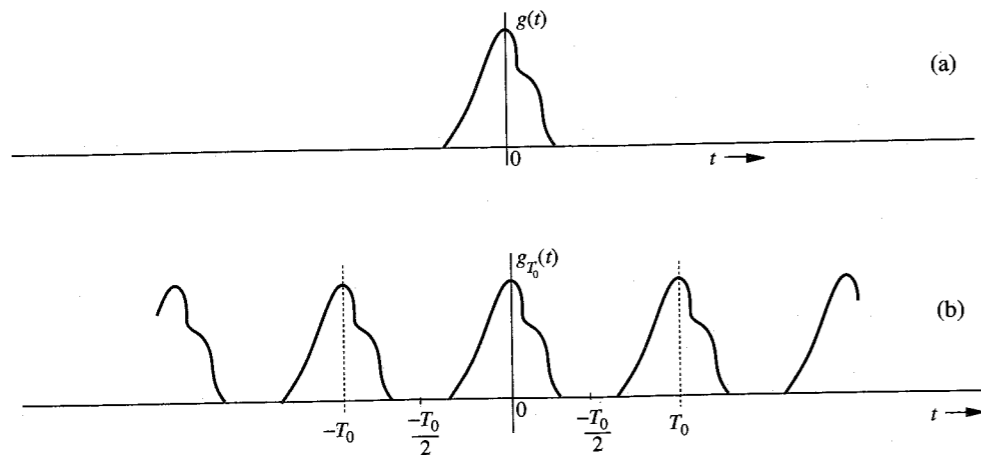 g(t)
(a)
0
t →
g_{T_0}(t)
(b)
0
-T_0
-T_0/2
-T_0/2
T_0
t →